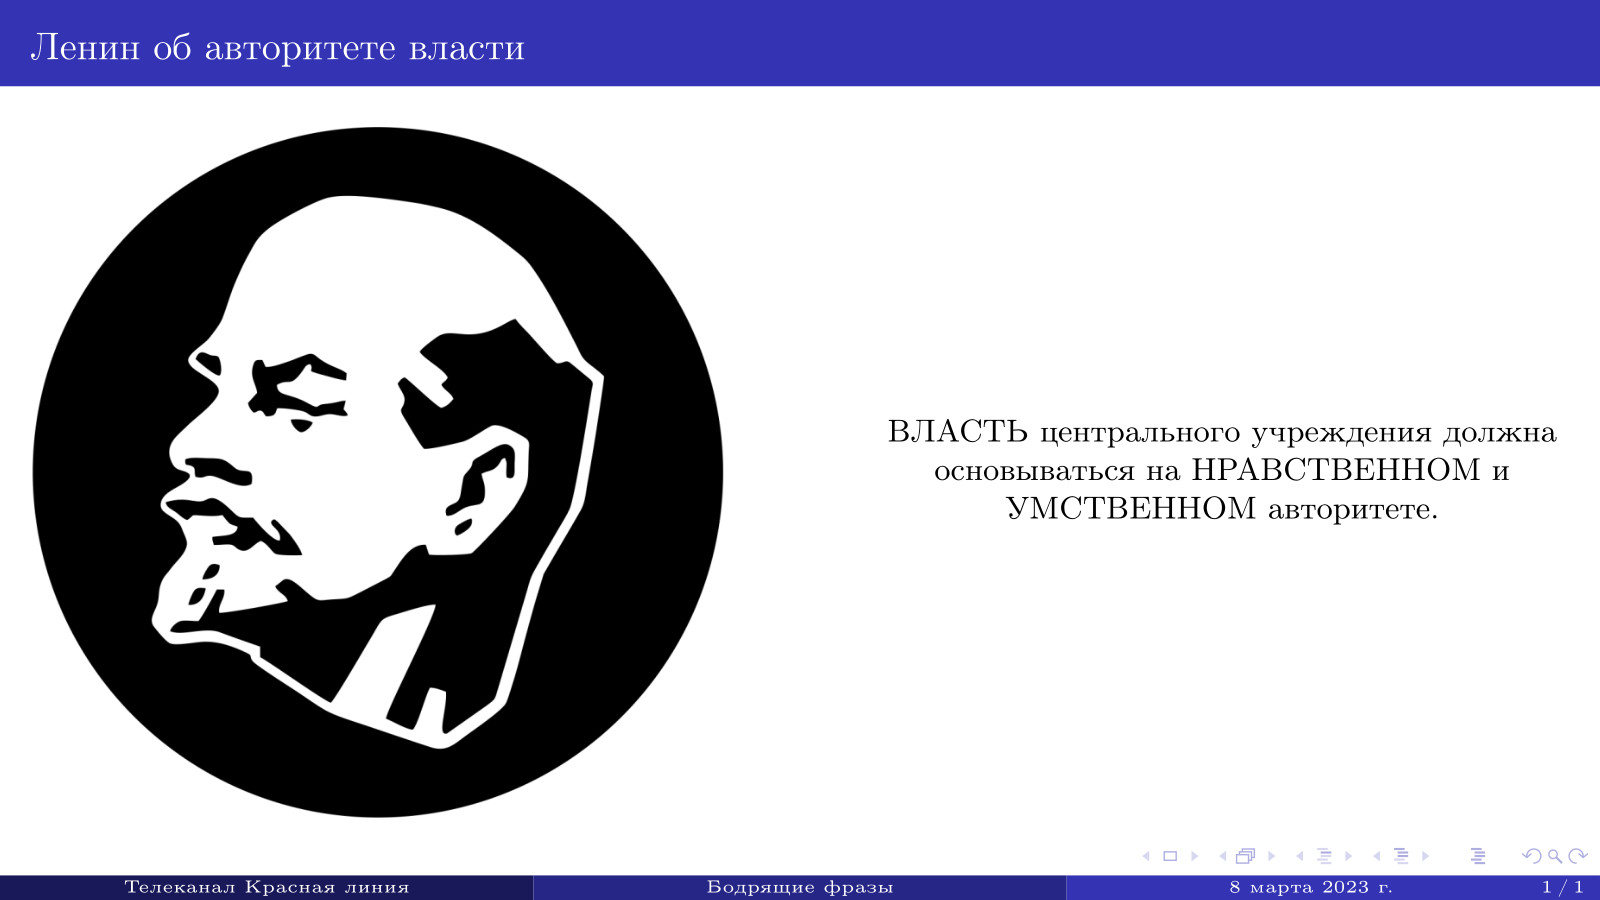 Ленин об авторитете власти
ВЛАСТЬ центрального учреждения должна
основываться на НРАВСТВЕННОМ и
УМСТВЕННОМ авторитете.
Телеканал Красная линия
Бодрящие фразы
8 марта 2023 г.
1 / 1